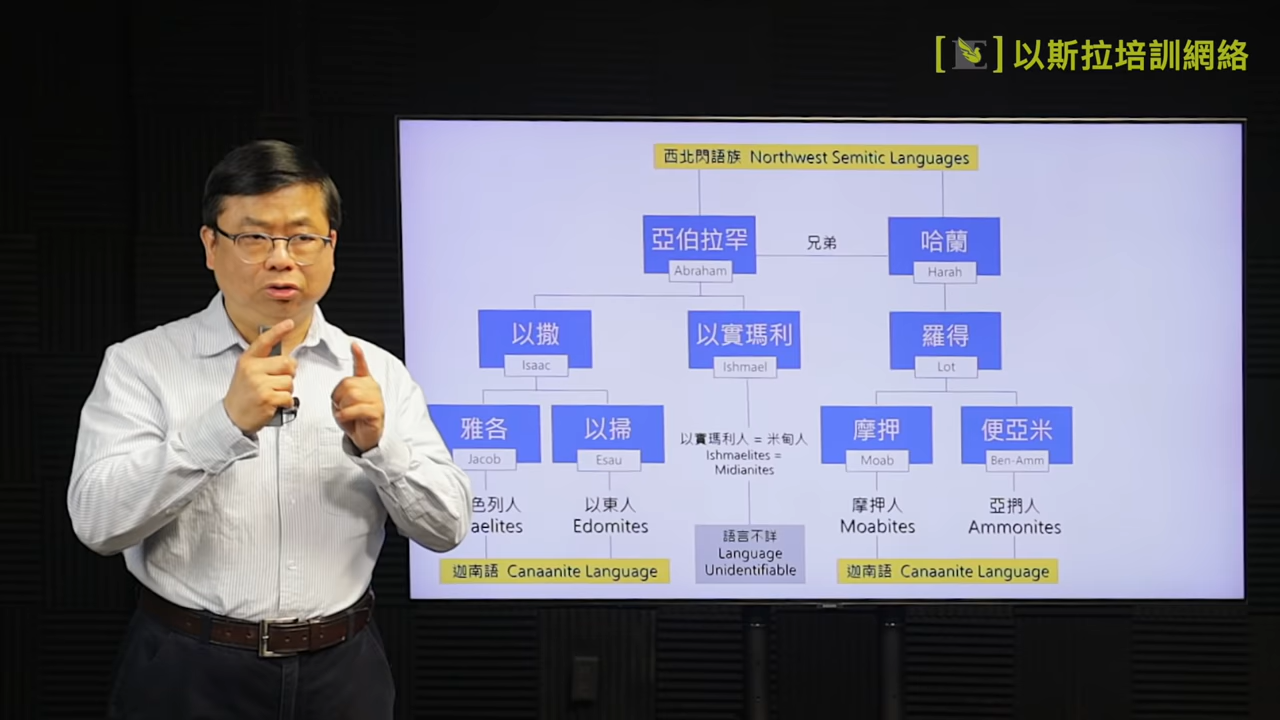 以斯拉培訓網絡
西北閃語族 Northwest Semitic Languages
亞伯拉罕
Abraham
兄弟
哈蘭
Harah
以撒
Isaac
以實瑪利
Ishmael
羅得
Lot
雅各
Jacob
以掃
Esau
以實瑪利人 = 米甸人
Ishmaelites =
Midianites
摩押
Moab
便亞米
Ben-Amm
色列人
aelites
以東人
Edomites
摩押人
Moabites
亞捫人
Ammonites
語言不詳
Language
Unidentifiable
迦南語 Canaanite Language
迦南語 Canaanite Language